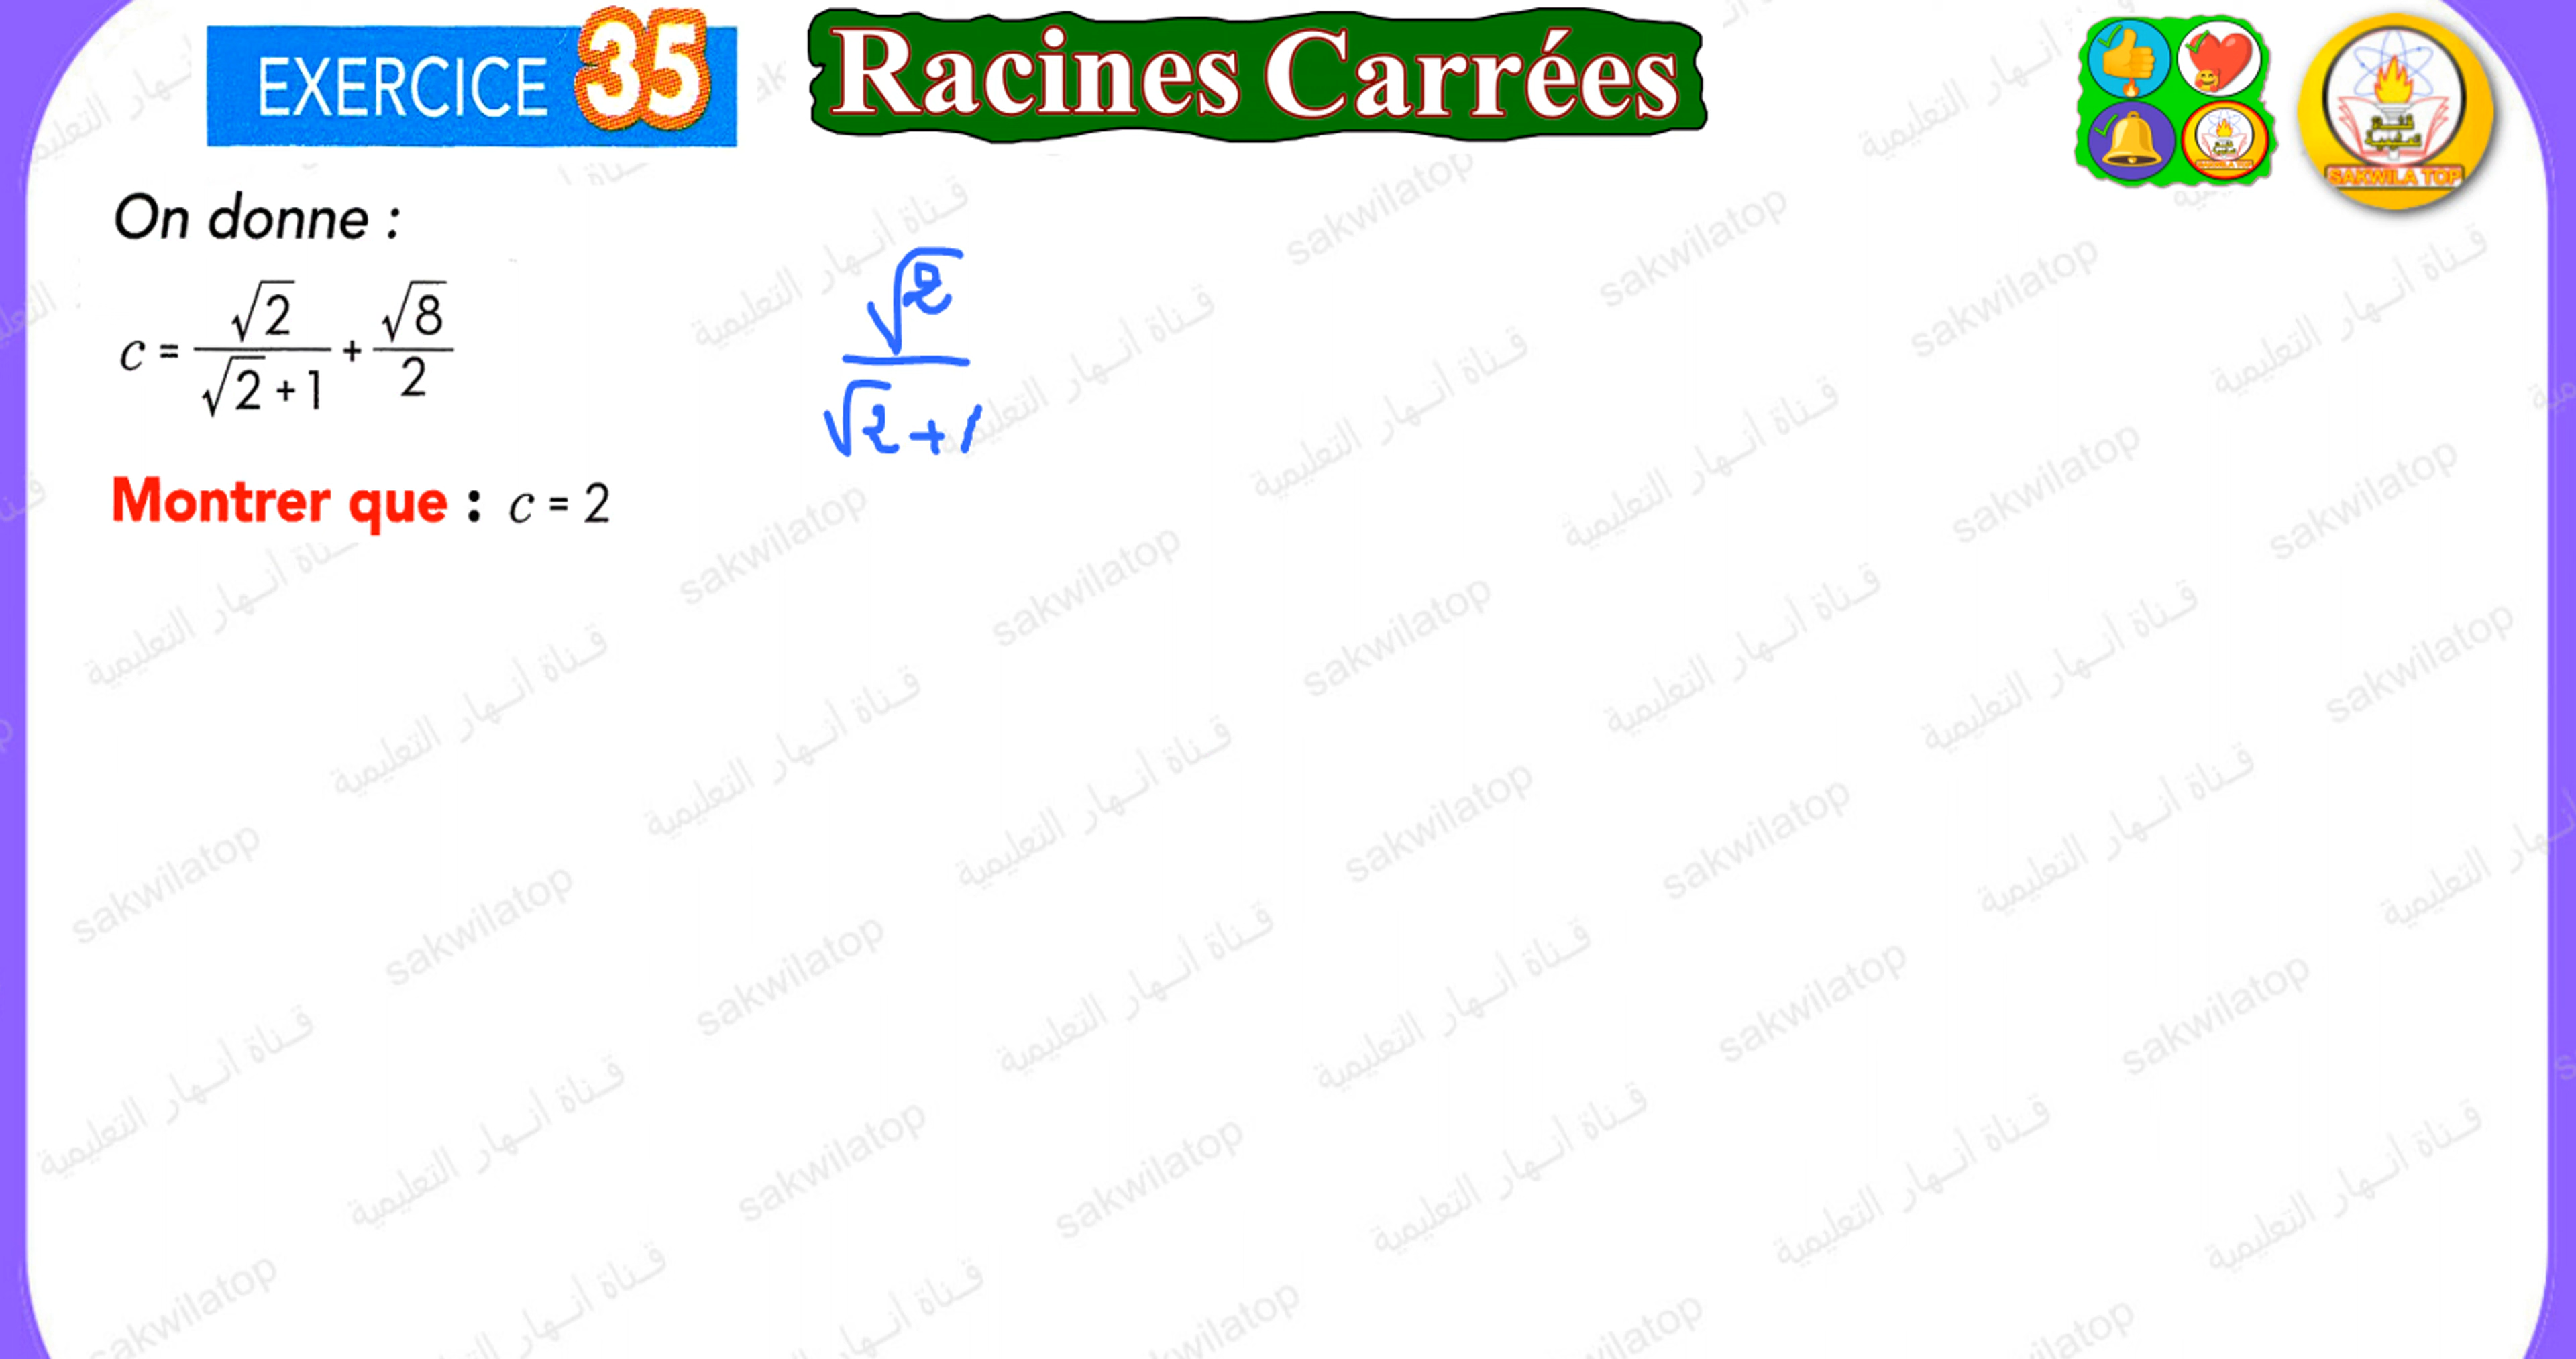 EXERCICE 35
Racines Carrées
SAKWILA TOP
On donne :
c = √2/(√2+1) + √8/2
√2/(√2+1)
Montrer que : c = 2
sakwilatop
قناة أنهار التعليمية